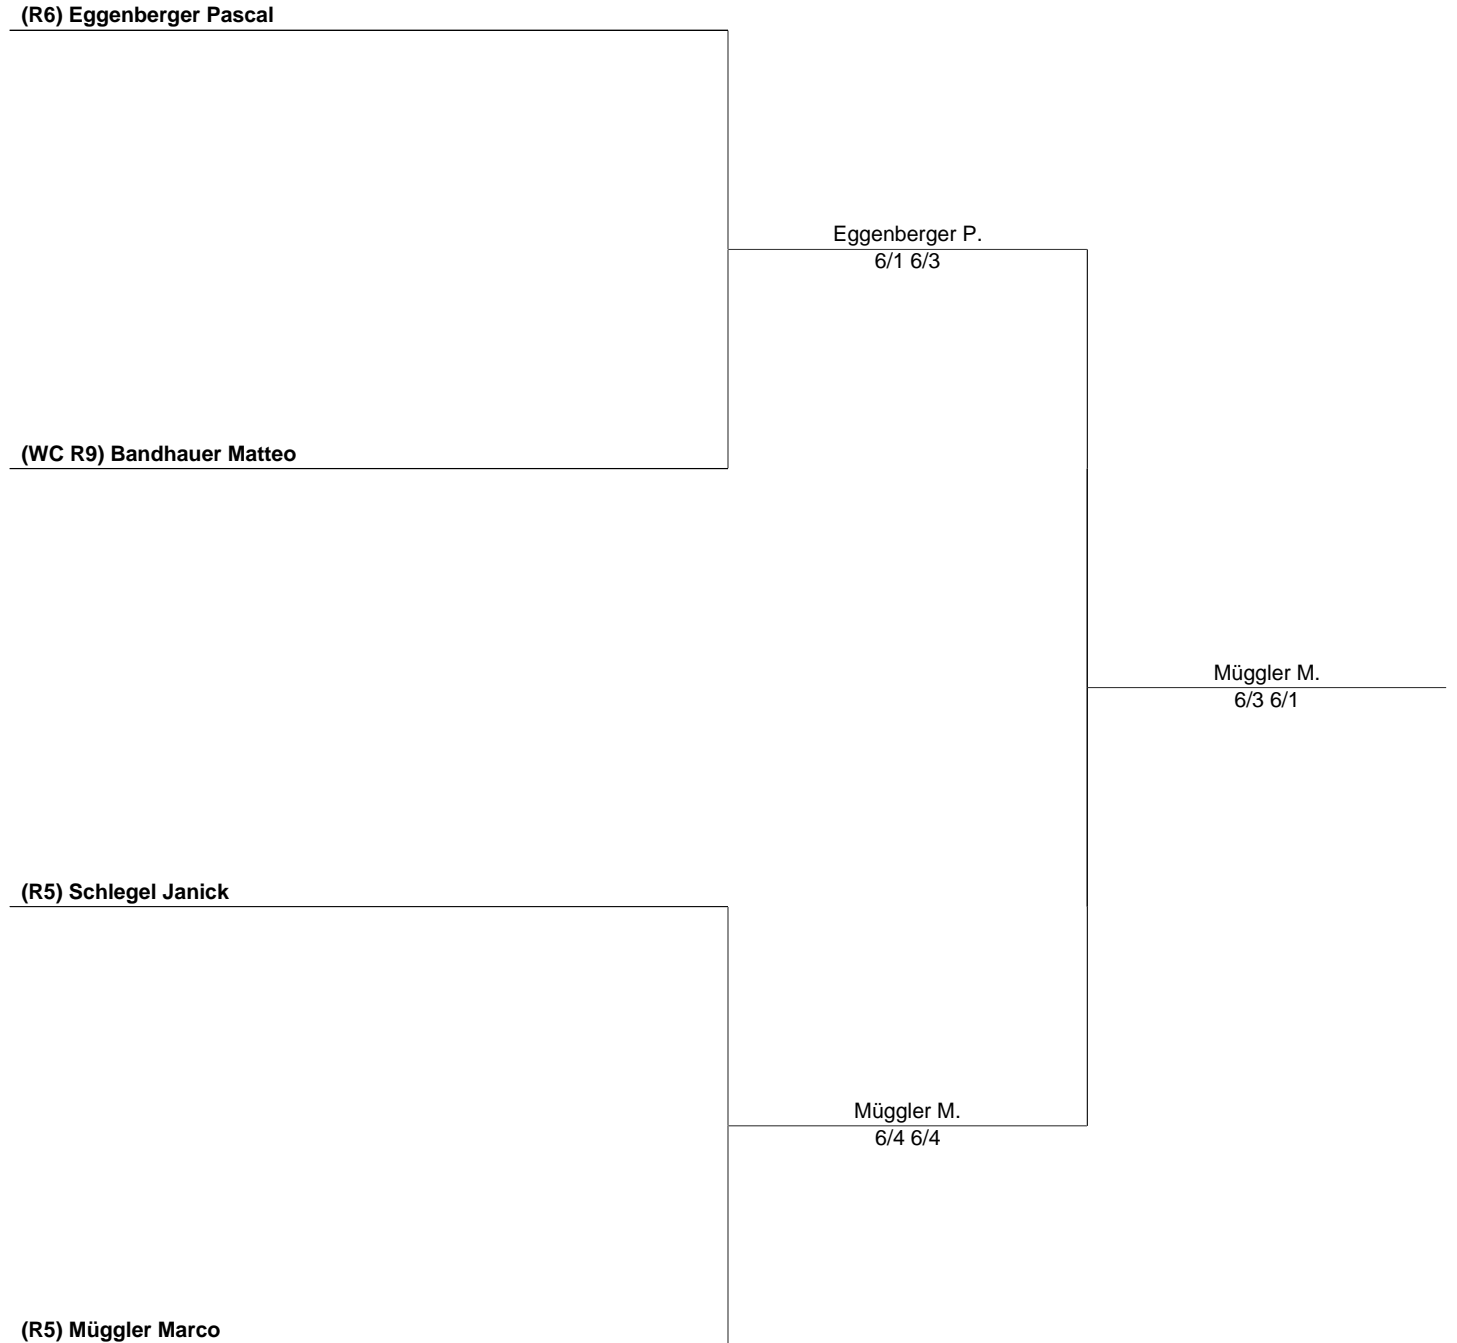 (R6) Eggenberger Pascal
Eggenberger P.
6/1 6/3
(WC R9) Bandhauer Matteo
Müggler M.
6/3 6/1
(R5) Schlegel Janick
Müggler M.
6/4 6/4
(R5) Müggler Marco